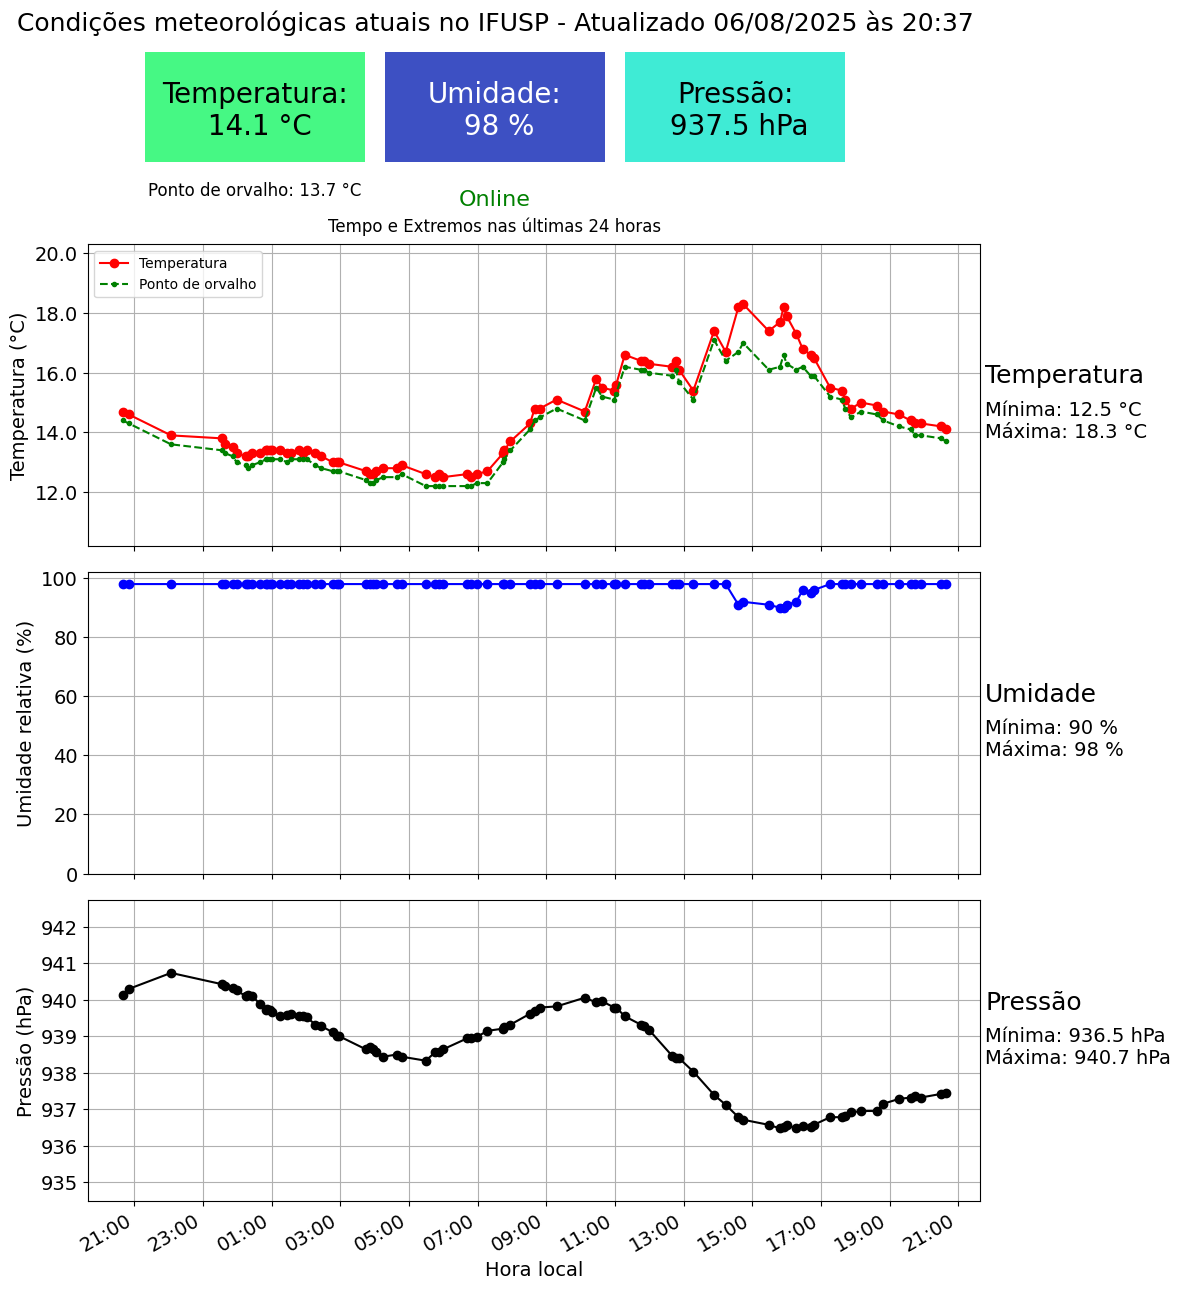 Condições meteorológicas atuais no IFUSP - Atualizado 06/08/2025 às 20:37
Temperatura:
14.1 °C
Umidade:
98 %
Pressão:
937.5 hPa
Ponto de orvalho: 13.7 °C
Online
Tempo e Extremos nas últimas 24 horas
Temperatura (°C)
20.0
18.0
16.0
14.0
12.0
Temperatura
Ponto de orvalho
Temperatura
Mínima: 12.5 °C
Máxima: 18.3 °C
Umidade relativa (%)
100
80
60
40
20
0
Umidade
Mínima: 90 %
Máxima: 98 %
Pressão (hPa)
942
941
940
939
938
937
936
935
Pressão
Mínima: 936.5 hPa
Máxima: 940.7 hPa
21:00
23:00
01:00
03:00
05:00
07:00
09:00
11:00
13:00
15:00
17:00
19:00
21:00
Hora local